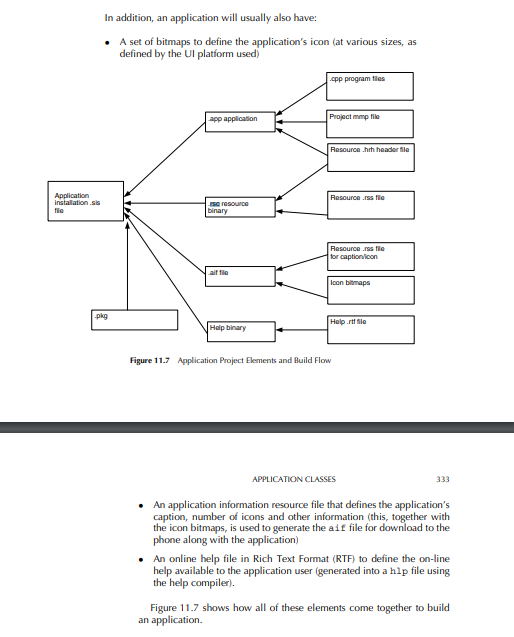 In addition, an application will usually also have:
• A set of bitmaps to define the application's icon (at various sizes, as
defined by the UI platform used)
.cpp program files
.app application
Project mmp file
Resource .hrh header file
Application
installation .sis
file
.rsc resource
binary
Resource .rss file
Resource .rss file
for caption/icon
.aif file
Icon bitmaps
.pkg
Help binary
Help .rtf file
Figure 11.7 Application Project Elements and Build Flow
APPLICATION CLASSES 333
• An application information resource file that defines the application's
caption, number of icons and other information (this, together with
the icon bitmaps, is used to generate the aif file for download to the
phone along with the application)
• An online help file in Rich Text Format (RTF) to define the on-line
help available to the application user (generated into a hlp file using
the help compiler).
Figure 11.7 shows how all of these elements come together to build
an application.